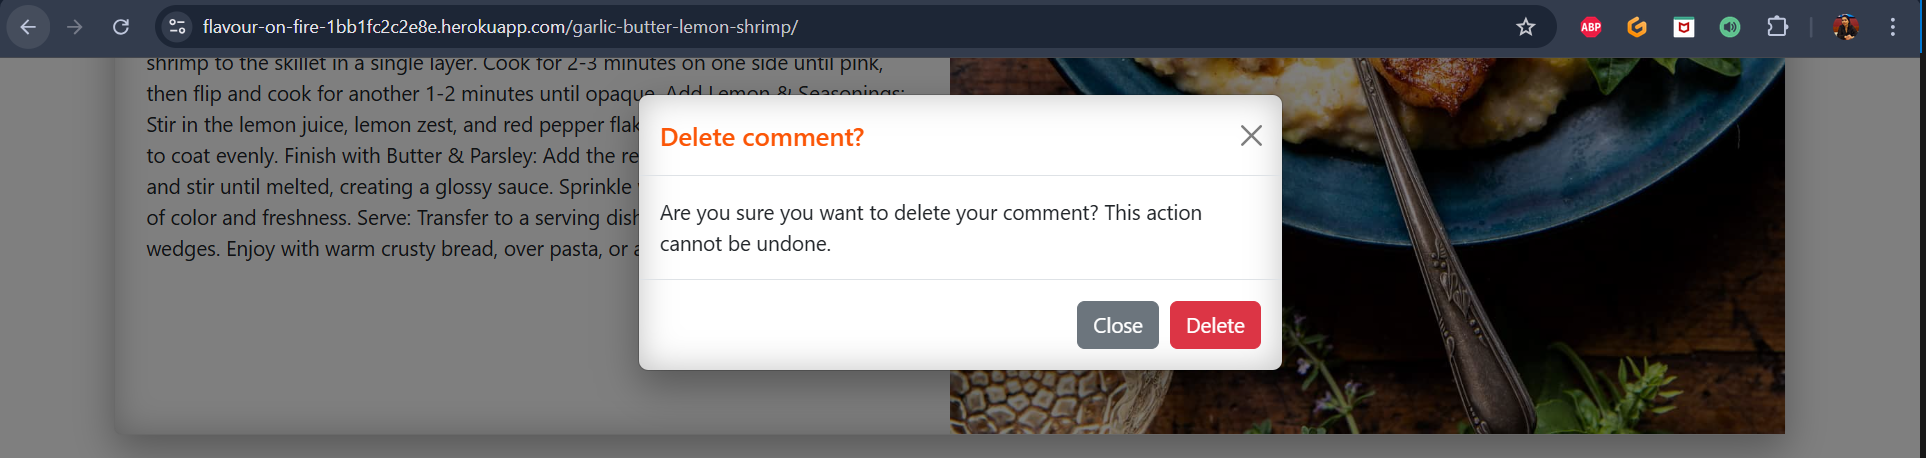 flavour-on-fire-1bb1fc2c2e8e.herokuapp.com/garlic-butter-lemon-shrimp/
ABP
shrimp to the skillet in a single layer. Cook for 2-3 minutes on one side until pink,
then flip and cook for another 1-2 minutes until opaque. Add Lemon & Seasonings:
Stir in the lemon juice, lemon zest, and red pepper flak
to coat evenly. Finish with Butter & Parsley: Add the re
and stir until melted, creating a glossy sauce. Sprinkle
of color and freshness. Serve: Transfer to a serving dish
wedges. Enjoy with warm crusty bread, over pasta, or a
Delete comment?
Are you sure you want to delete your comment? This action
cannot be undone.
Close
Delete